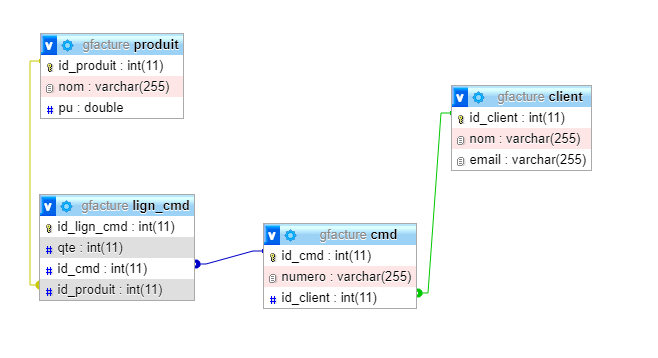 gfacture produit
id_produit : int(11)
nom : varchar(255)
# pu : double
gfacture client
id_client : int(11)
nom : varchar(255)
email : varchar(255)
gfacture lign_cmd
id_lign_cmd : int(11)
# qte : int(11)
# id_cmd : int(11)
# id_produit : int(11)
gfacture cmd
id_cmd : int(11)
numero : varchar(255)
# id_client : int(11)